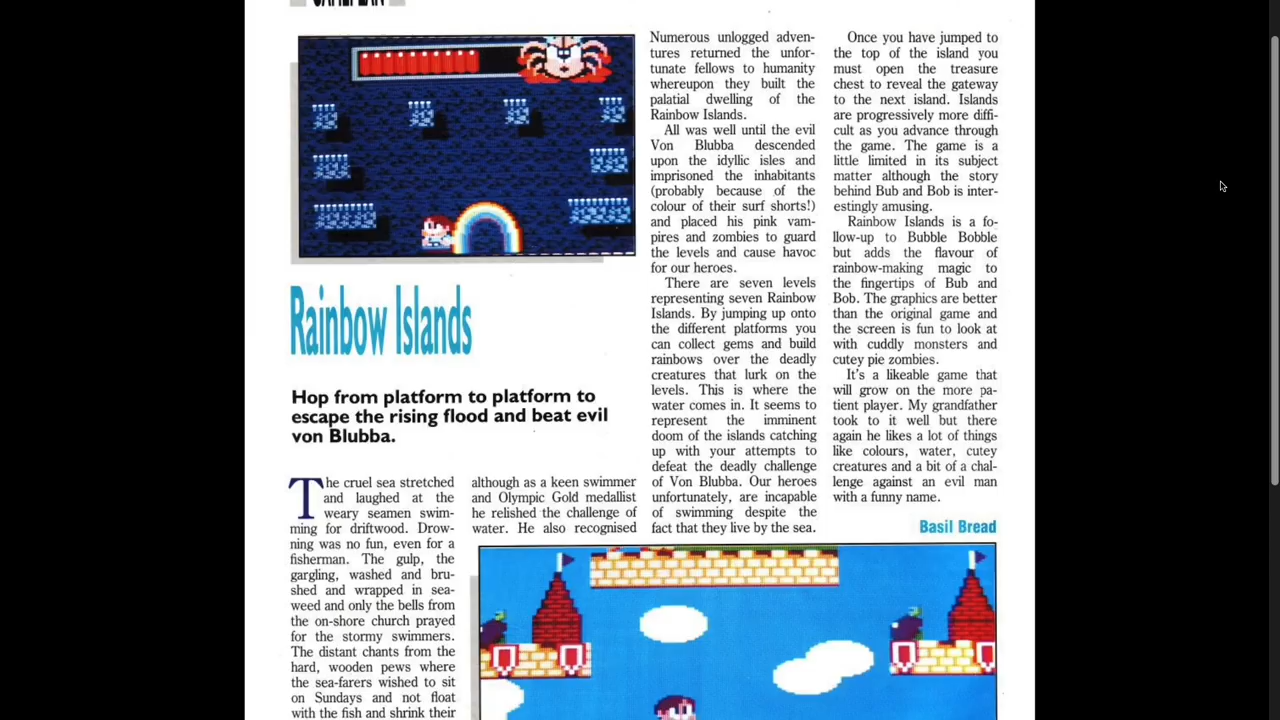 GAMEPLAN
Rainbow Islands
Hop from platform to platform to
escape the rising flood and beat evil
von Blubba.
The cruel sea stretched
and laughed at the
weary seamen swim-
ming for driftwood. Drow-
ning was no fun, even for a
fisherman. The gulp, the
gargling, washed and bru-
shed and wrapped in sea-
weed and only the bells from
the on-shore church prayed
for the stormy swimmers.
The distant chants from the
hard, wooden pews where
the sea-farers wished to sit
on Sundays and not float
with the fish and shrink their
although as a keen swimmer
and Olympic Gold medallist
he relished the challenge of
water. He also recognised
Numerous unlogged adven-
tures returned the unfor-
tunate fellows to humanity
whereupon they built the
palatial dwelling of the
Rainbow Islands.
All was well until the evil
Von Blubba descended
upon the idyllic isles and
imprisoned the inhabitants
(probably because of the
colour of their surf shorts!)
and placed his pink vam-
pires and zombies to guard
the levels and cause havoc
for our heroes.
There are seven levels
representing seven Rainbow
Islands. By jumping up onto
the different platforms you
can collect gems and build
rainbows over the deadly
creatures that lurk on the
levels. This is where the
water comes in. It seems to
represent the imminent
doom of the islands catching
up with your attempts to
defeat the deadly challenge
of Von Blubba. Our heroes
unfortunately, are incapable
of swimming despite the
fact that they live by the sea.
Once you have jumped to
the top of the island you
must open the treasure
chest to reveal the gateway
to the next island. Islands
are progressively more diffi-
cult as you advance through
the game. The game is a
little limited in its subject
matter although the story
behind Bub and Bob is inter-
estingly amusing.
Rainbow Islands is a fo-
llow-up to Bubble Bobble
but adds the flavour of
rainbow-making magic to
the fingertips of Bub and
Bob. The graphics are better
than the original game and
the screen is fun to look at
with cuddly monsters and
cutey pie zombies.
It's a likeable game that
will grow on the more pa-
tient player. My grandfather
took to it well but there
again he likes a lot of things
like colours, water, cutey
creatures and a bit of a chal-
lenge against an evil man
with a funny name.
Basil Bread